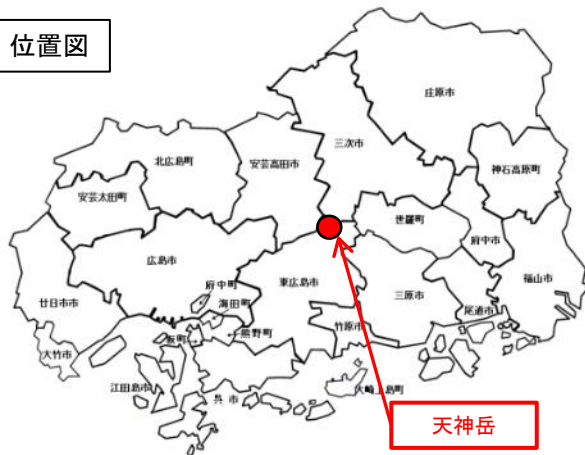 位置図
庄原市
三次市
北広島町
安芸高田市
神石高原町
安芸太田町
世羅町
府中市
広島市
東広島市
三原市
福山市
府中町
海田町
尾道市
廿日市市
坂町
熊野町
竹原市
大竹市
江田島市
呉市
大崎上島町
天神岳